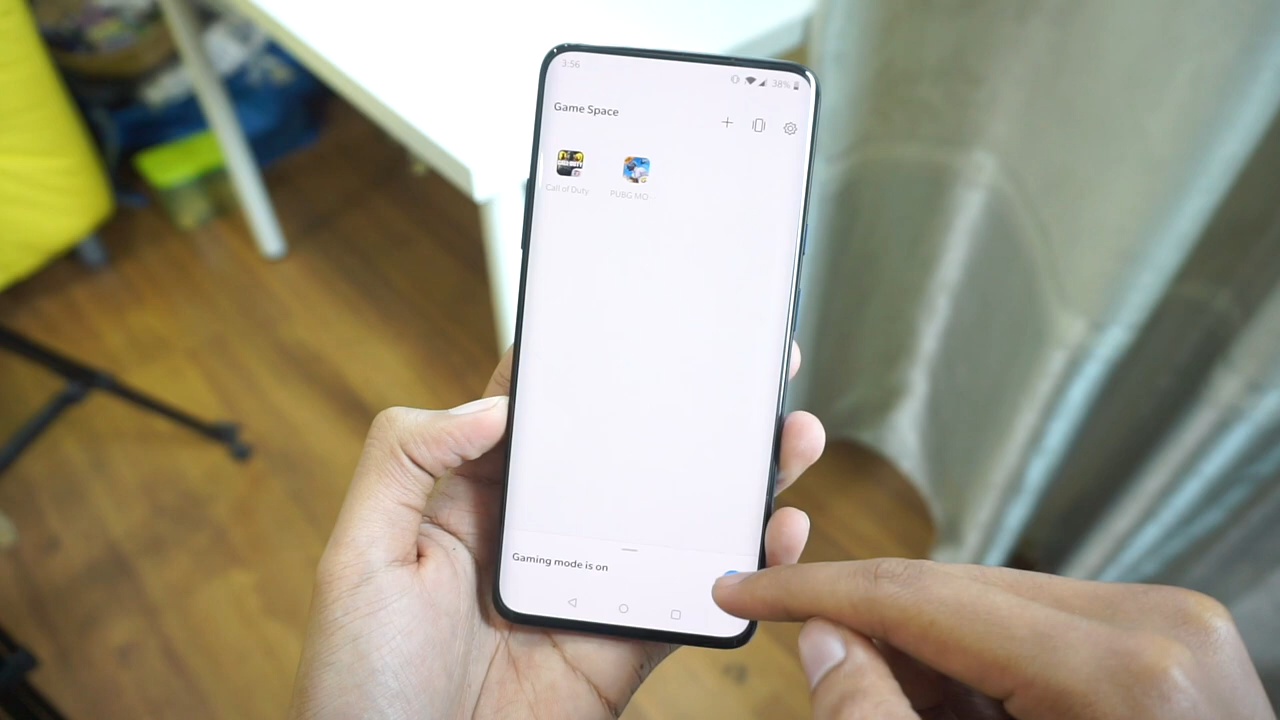 3:56
38%
Game Space
Call of Duty
PUBG MO
Gaming mode is on